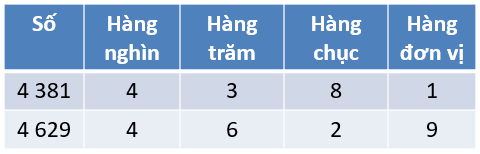 Số Hàng nghìn Hàng trăm Hàng chục Hàng đơn vị
4 381 4 3 8 1
4 629 4 6 2 9